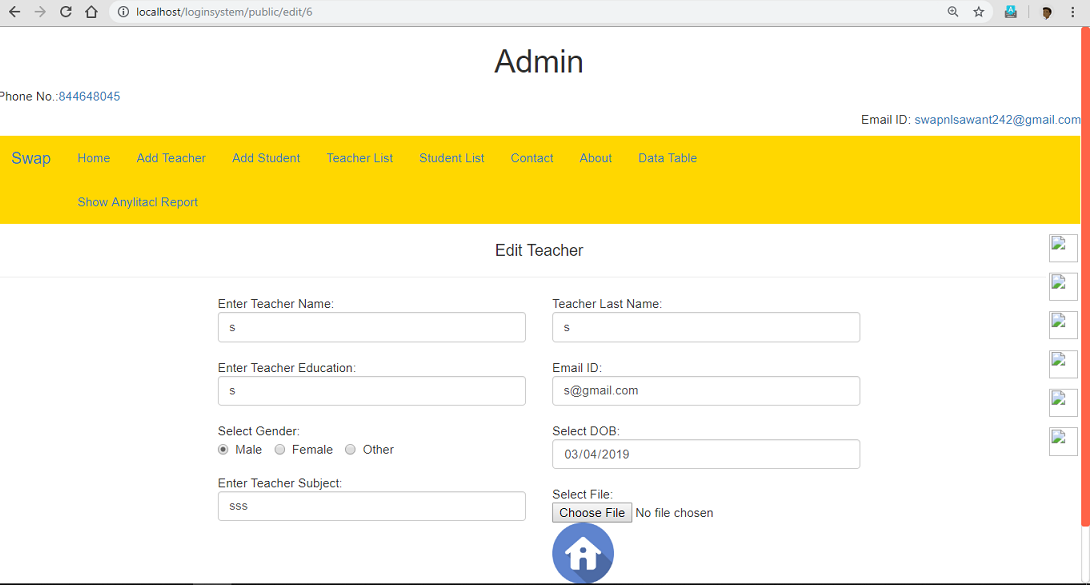 localhost/loginsystem/public/edit/6
Admin
Phone No.:844648045
Email ID: swapnlsawant242@gmail.com
Swap Home Add Teacher Add Student Teacher List Student List Contact About Data Table
Show Anylitacl Report
Edit Teacher
Enter Teacher Name: Teacher Last Name:
s s
Enter Teacher Education: Email ID:
s s@gmail.com
Select Gender: Select DOB:
Male Female Other
03/04/2019
Enter Teacher Subject: Select File:
sss
Choose File No file chosen